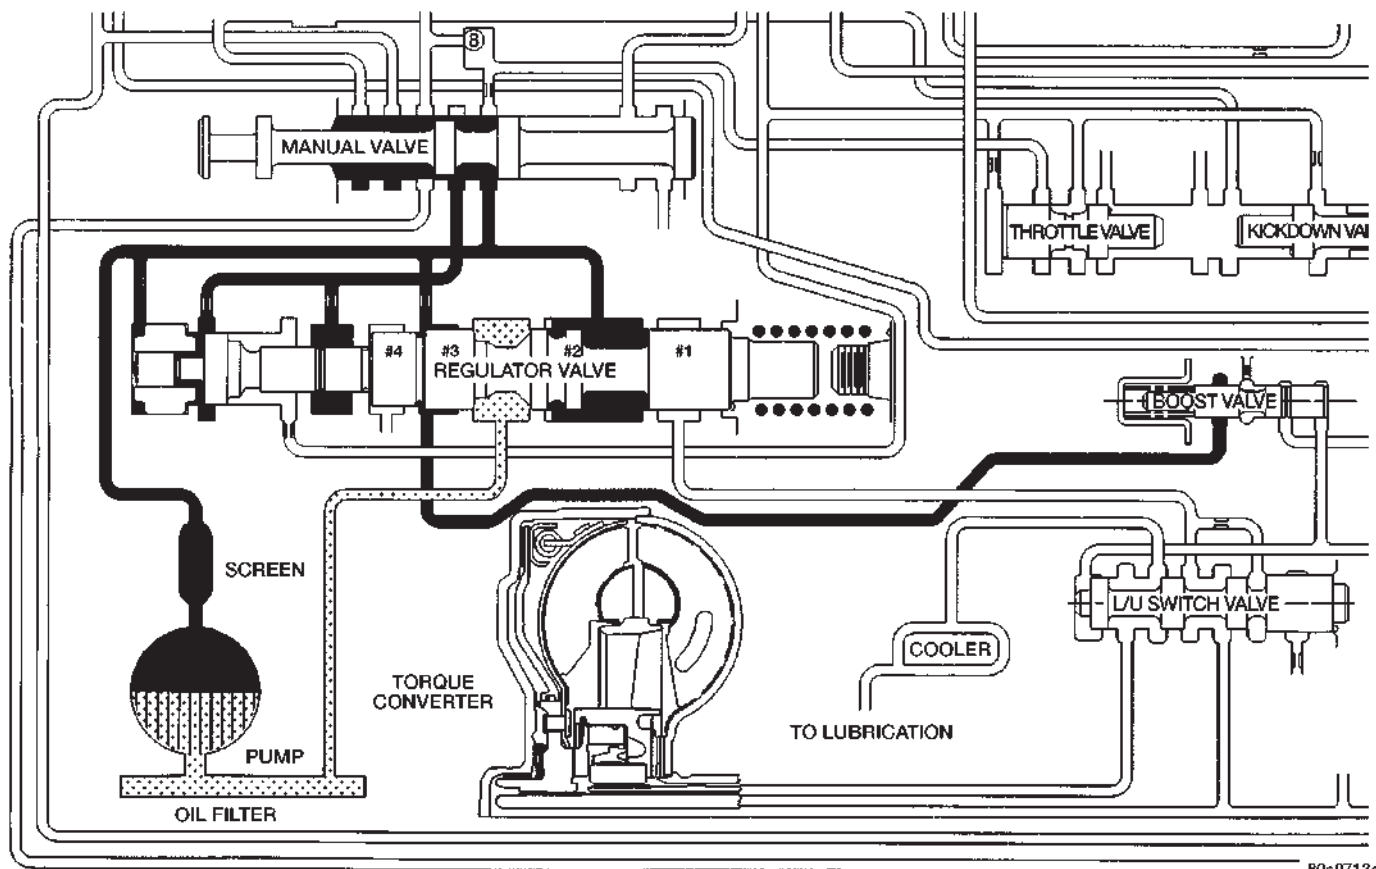 8
MANUAL VALVE
THROTTLE VALVE
KICKDOWN VAL
#4
#3
#2
#1
REGULATOR VALVE
BOOST VALVE
SCREEN
L/U SWITCH VALVE
COOLER
TORQUE
CONVERTER
TO LUBRICATION
PUMP
OIL FILTER